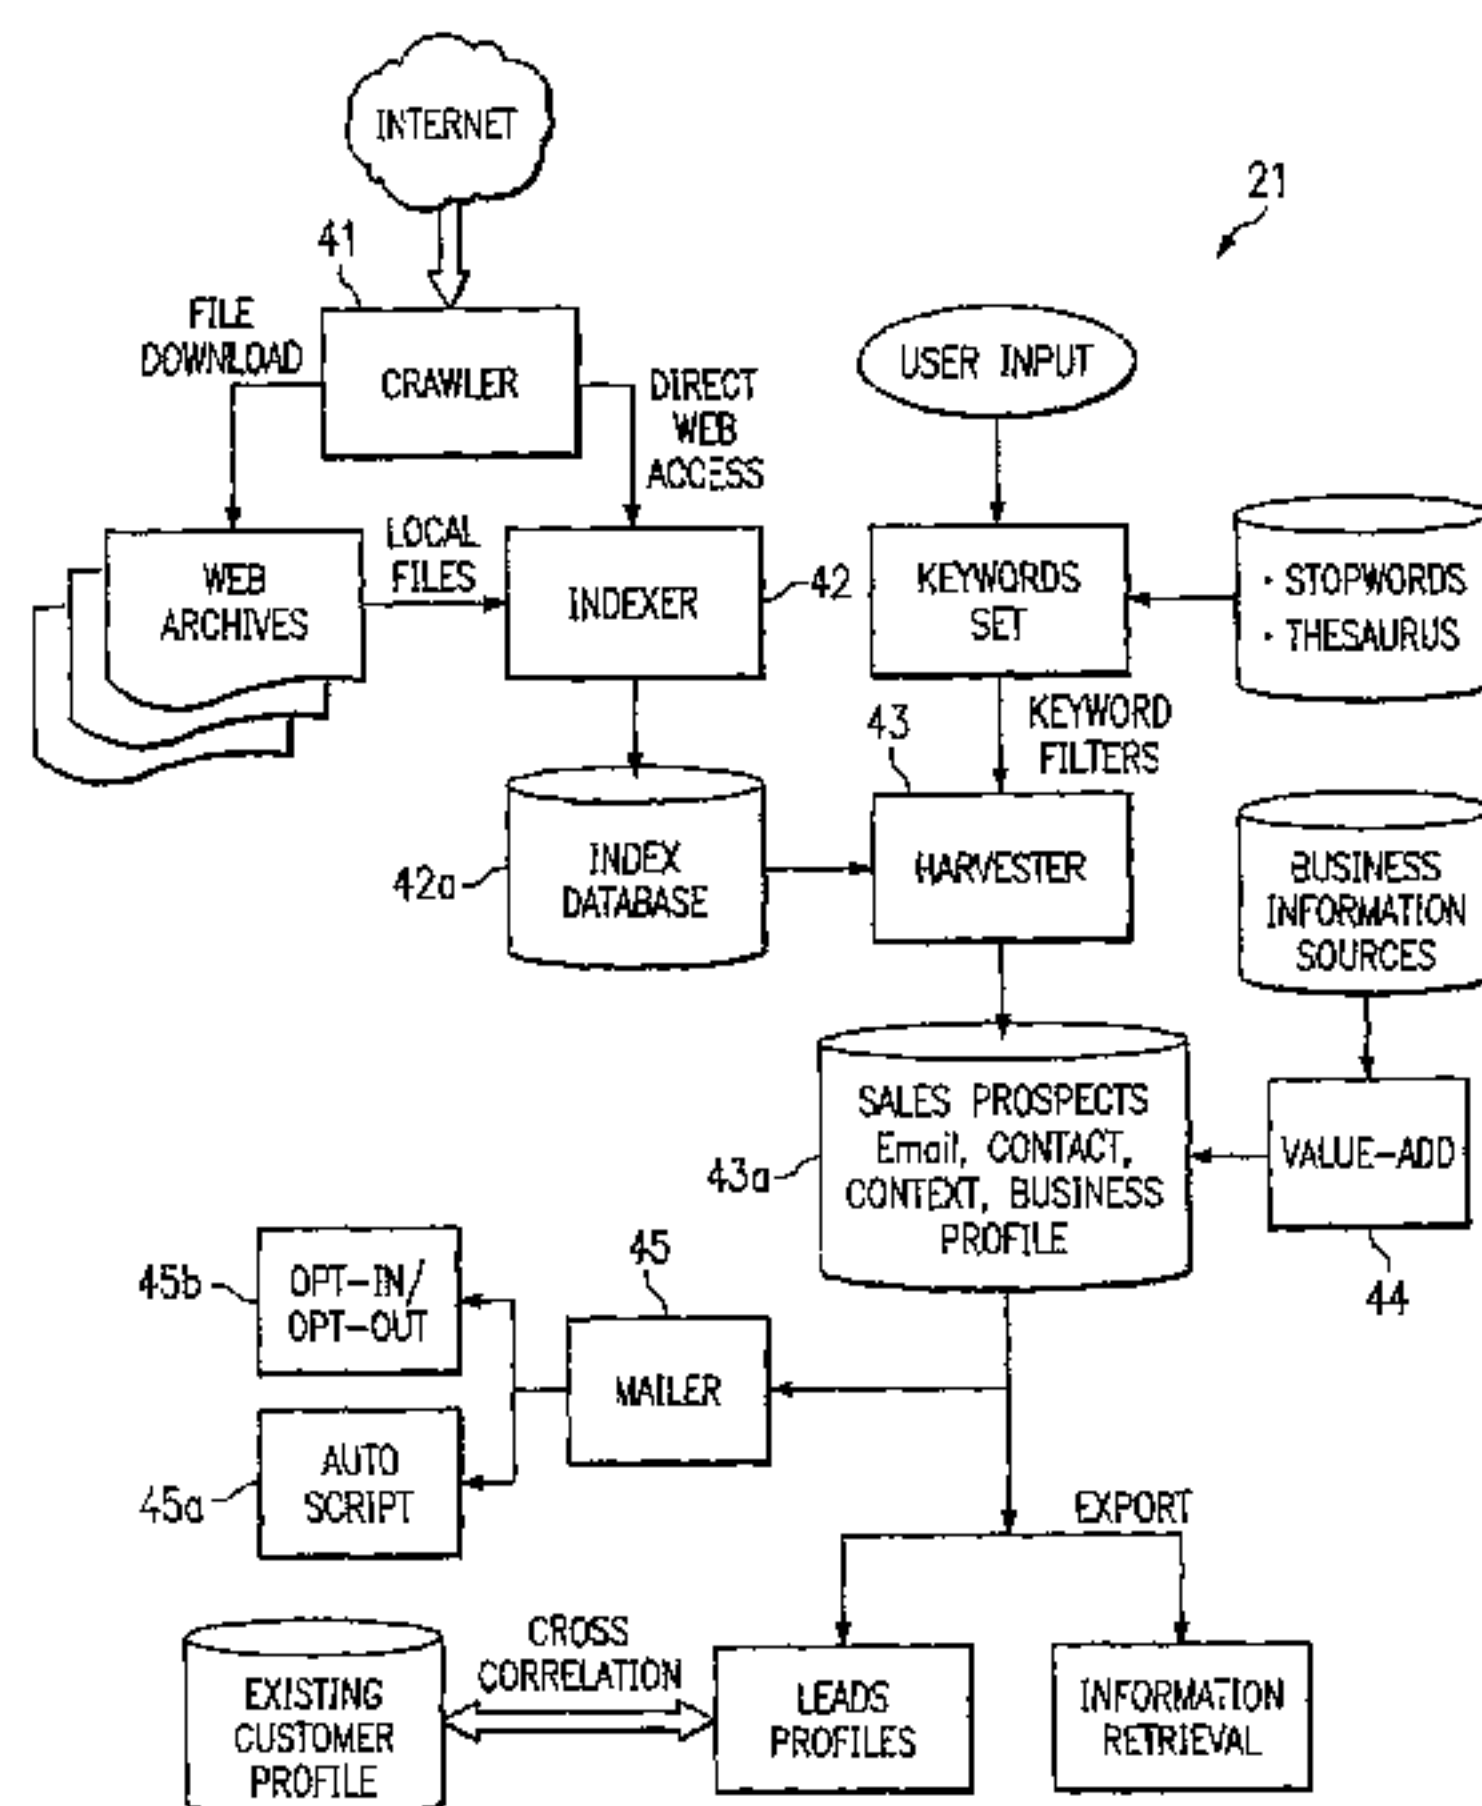 INTERNET
21
41
FILE
DOWNLOAD
CRAWLER
DIRECT
WEB
ACCESS
USER INPUT
WEB
ARCHIVES
LOCAL
FILES
INDEXER
42
KEYWORDS
SET
• STOPWORDS
• THESAURUS
43
KEYWORD
FILTERS
42a
INDEX
DATABASE
HARVESTER
BUSINESS
INFORMATION
SOURCES
43a
SALES PROSPECTS
Email, CONTACT,
CONTEXT, BUSINESS
PROFILE
VALUE-ADD
44
45b
OPT-IN/
OPT-OUT
45
MAILER
45a
AUTO
SCRIPT
EXPORT
EXISTING
CUSTOMER
PROFILE
CROSS
CORRELATION
LEADS
PROFILES
INFORMATION
RETRIEVAL